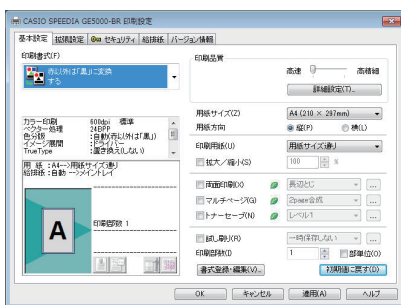 CASIO SPEEDIA GE5000-BR 印刷設定
基本設定 拡張設定 セキュリティ 給排紙 バージョン情報
印刷書式(F)
赤以外は「黒」に変換
する
カラー印刷 600dpi 標準
ベクター処理 24BPP
色分版 :自動(赤以外は「黒」)
イメージ展開 :ドライバー
TrueType :置き換え(しない)
用 紙 :A4-->用紙サイズ通り
給排紙 :自動 -->メイントレイ
A
印刷部数 1
印刷品質
高速 高精細
詳細設定(T)...
用紙サイズ(Z) A4 (210 × 297mm)
用紙方向 縦(P) 横(L)
印刷用紙(U) 用紙サイズ通り
拡大/縮小(S) 100 %
両面印刷(X) 長辺とじ ...
マルチページ(G) 2page合成 ...
トナーセーブ(N) レベル1 ...
試し刷り(R) 一時保存しない ...
印刷部数(I) 1 部単位(O)
書式登録・編集(V)... 初期値に戻す(D)
OK キャンセル 適用(A) ヘルプ